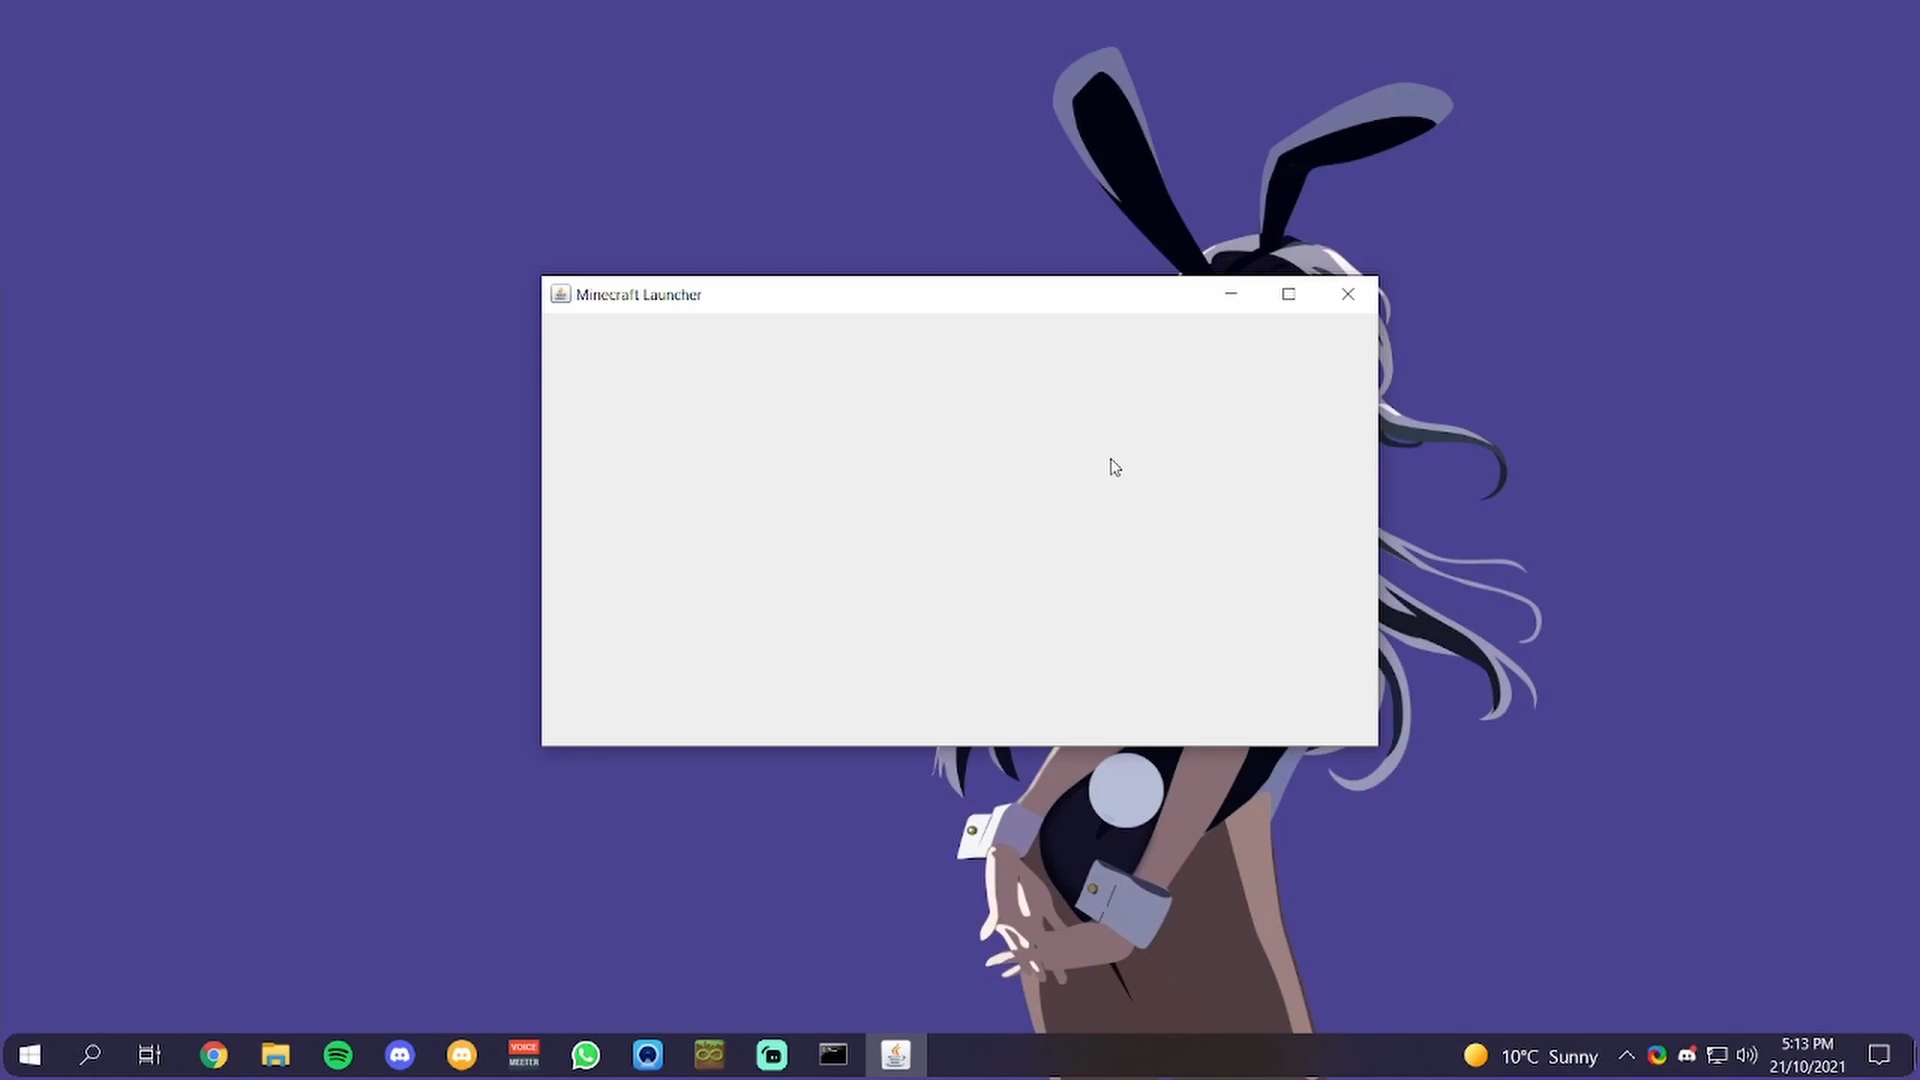 Minecraft Launcher
VOICE
MEETER
10°C Sunny
5:13 PM
21/10/2021